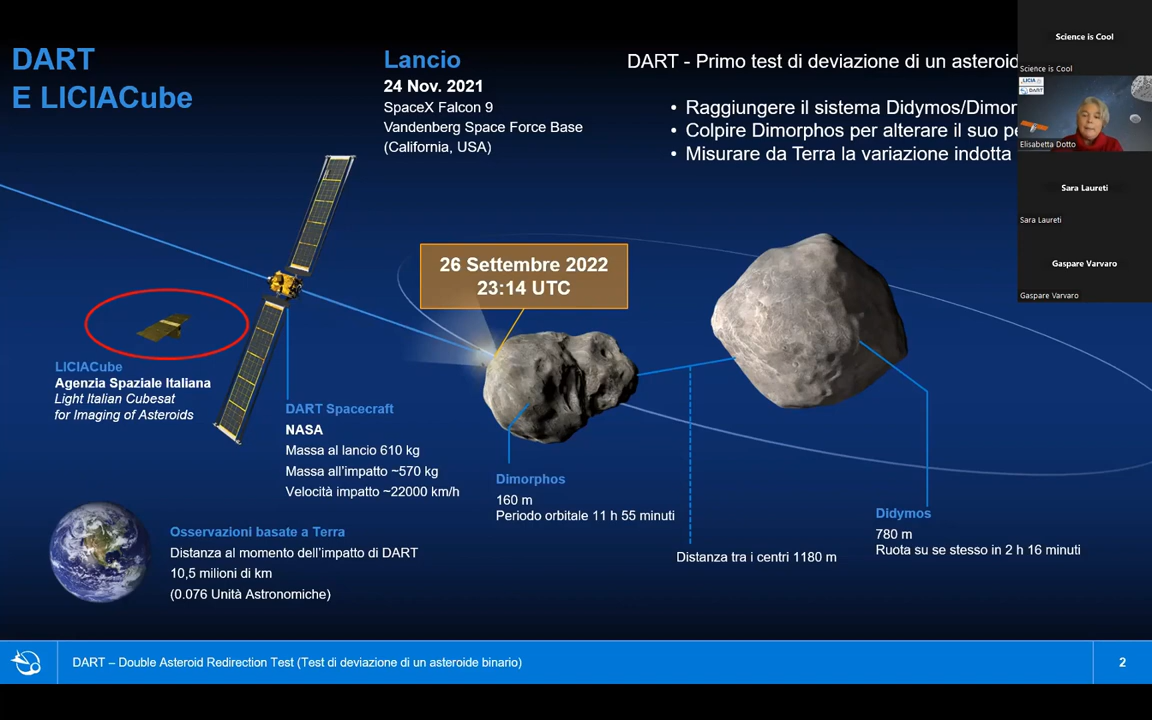 DART
E LICIACube
Lancio
24 Nov. 2021
SpaceX Falcon 9
Vandenberg Space Force Base
(California, USA)
DART - Primo test di deviazione di un asteroid
• Raggiungere il sistema Didymos/Dimor
• Colpire Dimorphos per alterare il suo pe
• Misurare da Terra la variazione indotta
Science is Cool
Science is Cool
LICIA
DART
Elisabetta Dotto
Sara Laureti
Sara Laureti
Gaspare Varvaro
Gaspare Varvaro
26 Settembre 2022
23:14 UTC
LICIACube
Agenzia Spaziale Italiana
Light Italian Cubesat
for Imaging of Asteroids
DART Spacecraft
NASA
Massa al lancio 610 kg
Massa all'impatto ~570 kg
Velocità impatto ~22000 km/h
Dimorphos
160 m
Periodo orbitale 11 h 55 minuti
Distanza tra i centri 1180 m
Didymos
780 m
Ruota su se stesso in 2 h 16 minuti
Osservazioni basate a Terra
Distanza al momento dell'impatto di DART
10,5 milioni di km
(0.076 Unità Astronomiche)
DART – Double Asteroid Redirection Test (Test di deviazione di un asteroide binario)
2